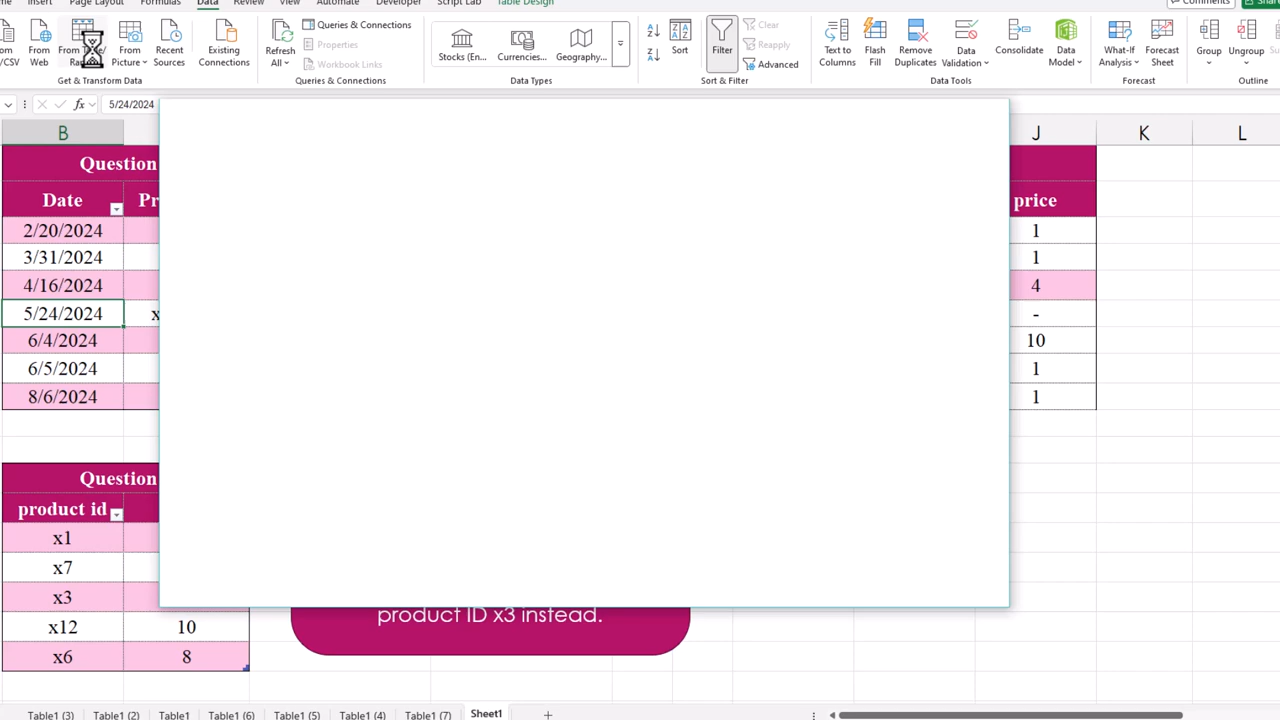 Insert Page Layout Formulas Data Review View Automate Developer Script Lab Table Design Comments
From Web
From Picture
Recent Sources
Existing Connections
Get & Transform Data
Refresh All
Queries & Connections
Properties
Workbook Links
Queries & Connections
Stocks (En...
Currencies...
Geography...
Data Types
Sort
Filter
Clear
Reapply
Advanced
Sort & Filter
Text to Columns
Flash Fill
Remove Duplicates
Data Validation
Consolidate
Data Model
Data Tools
What-If Analysis
Forecast Sheet
Forecast
Group
Ungroup
Outline
fx 5/24/2024
B J K L
Question
Date price
2/20/2024 1
3/31/2024 1
4/16/2024 4
5/24/2024 x -
6/4/2024 10
6/5/2024 1
8/6/2024 1
Question
product id
x1
x7
x3
x12 10
x6 8
product ID x3 instead.
Table1 (3) Table1 (2) Table1 Table1 (6) Table1 (5) Table1 (4) Table1 (7) Sheet1